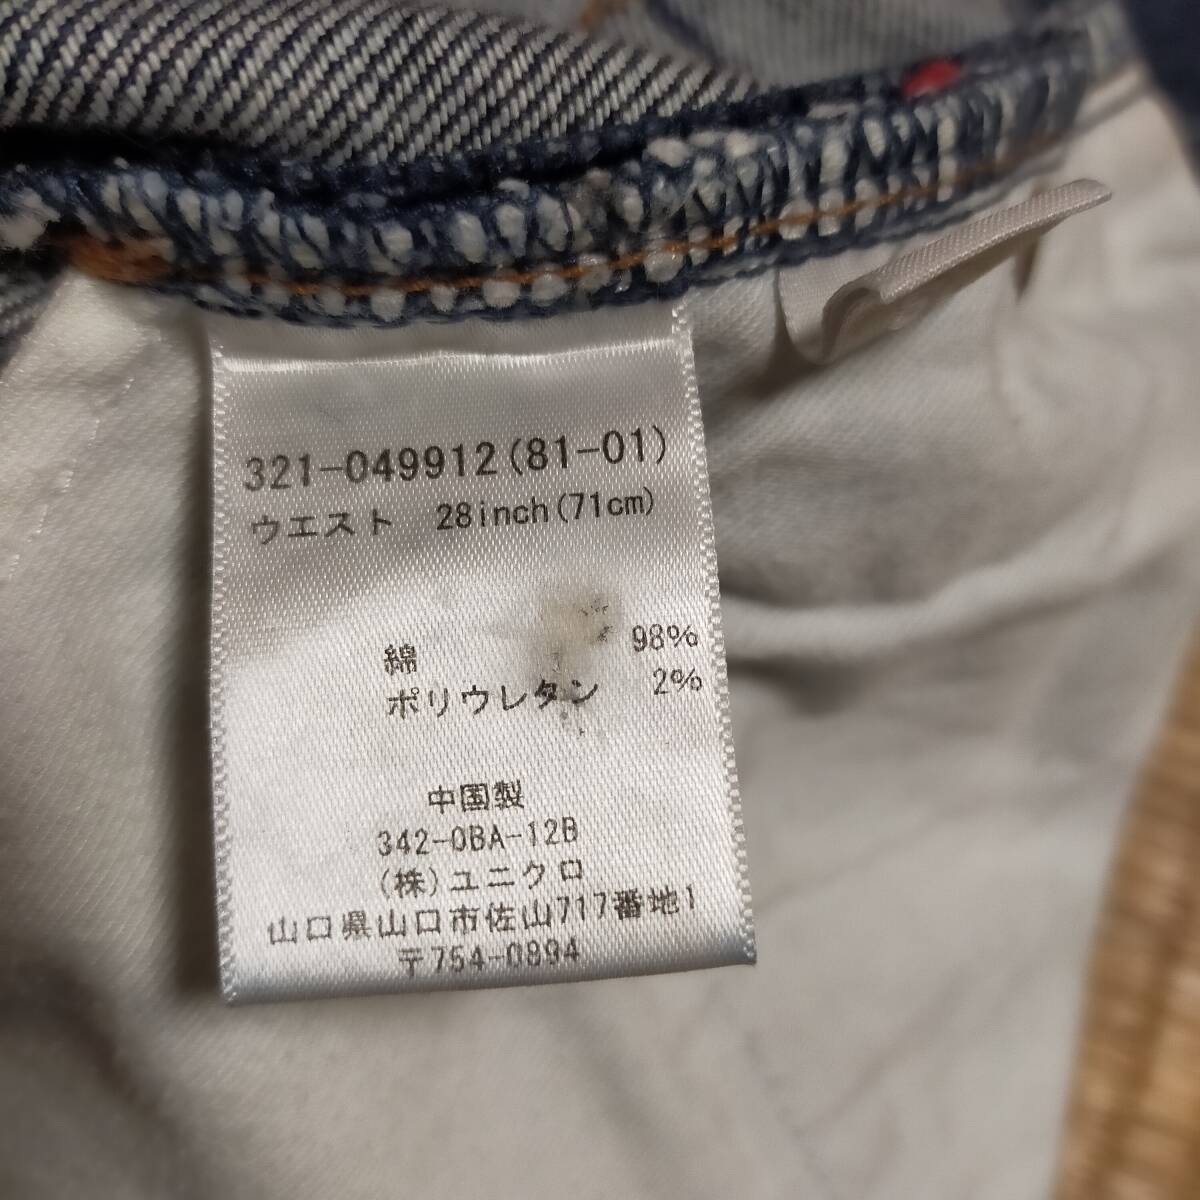 321-049912(81-01)
ウエスト 28inch(71cm)
綿 98%
ポリウレタン 2%
中国製
342-0BA-12B
(株)ユニクロ
山口県山口市佐山717番地1
〒754-0894